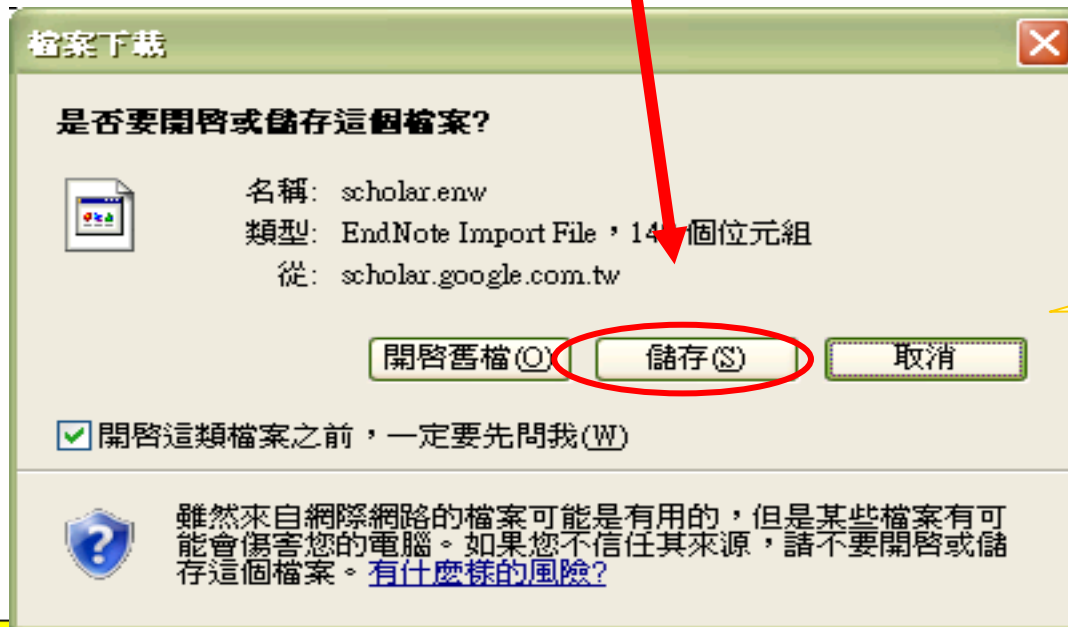 檔案下載
是否要開啓或儲存這個檔案?
名稱: scholar.enw
類型: EndNote Import File，14 個位元組
從: scholar.google.com.tw
開啓舊檔(O) 儲存(S) 取消
開啓這類檔案之前，一定要先問我(W)
雖然來自網際網路的檔案可能是有用的，但是某些檔案有可
能會傷害您的電腦。如果您不信任其來源，請不要開啓或儲
存這個檔案。有什麼樣的風險?